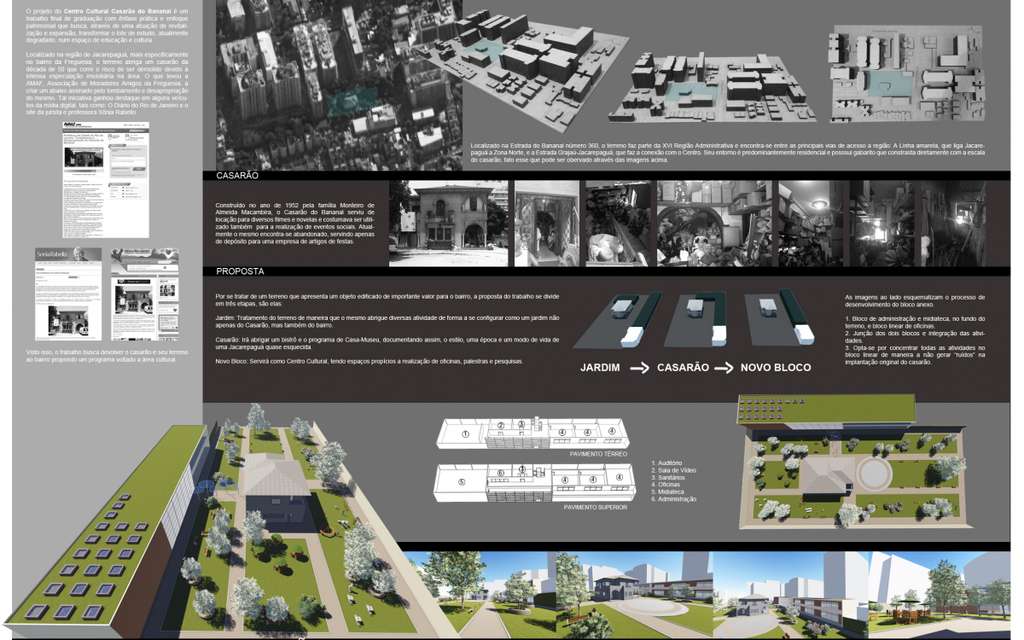 O projeto do Centro Cultural Casarão do Bananal é um
trabalho final de graduação com ênfase prática e enfoque
patrimonial que busca, através de uma atuação de revitali-
zação e expansão, transformar o lote de estudo, atualmente
degradado, num espaço de educação e cultura.
Localizado na região de Jacarepaguá, mais especificamente
no bairro da Freguesia, o terreno abriga um casarão da
década de 50 que corre o risco de ser demolido devido a
intensa especulação imobiliária na área. O que levou a
AMAF, Associação de Moradores Amigos da Freguesia, a
criar um abaixo assinado pelo tombamento e desapropriação
do mesmo. Tal iniciativa ganhou destaque em alguns veícu-
los da mídia digital, tais como: O Diário do Rio de Janeiro e o
site da jurista e professora Sônia Rabello.
SoniaRabello
Visto isso, o trabalho busca devolver o casarão e seu terreno
ao bairro propondo um programa voltado a área cultural.
Localizado na Estrada do Bananal número 360, o terreno faz parte da XVI Região Administrativa e encontra-se entre as principais vias de acesso a região: A Linha amarela, que liga Jacare-
paguá a Zona Norte, e a Estrada Grajaú-Jacarepaguá, que faz a conexão com o Centro. Seu entorno é predominantemente residencial e possui gabarito que constrasta diretamente com a escala
do casarão, fato esse que pode ser obervado através das imagens acima.
CASARÃO
Construído no ano de 1952 pela família Monteiro de
Almeida Macambira, o Casarão do Bananal serviu de
locação para diversos filmes e novelas e costumava ser utili-
zado também para a realização de eventos sociais. Atual-
mente o mesmo encontra-se abandonado, servindo apenas
de depósito para uma empresa de artigos de festas.
PROPOSTA
Por se tratar de um terreno que apresenta um objeto edificado de importante valor para o bairro, a proposta do trabalho se divide
em três etapas, são elas:
Jardim: Tratamento do terreno de maneira que o mesmo abrigue diversas atividade de forma a se configurar como um jardim não
apenas do Casarão, mas também do bairro.
Casarão: Irá abrigar um bistrô e o programa de Casa-Museu, documentando assim, o estilo, uma época e um modo de vida de
uma Jacarepaguá quase esquecida.
Novo Bloco: Servirá como Centro Cultural, tendo espaços própícios a realização de oficinas, palestras e pesquisas.
JARDIM
CASARÃO
NOVO BLOCO
As imagens ao lado esquematizam o processo de
desenvolvimento do bloco anexo.
1. Bloco de administração e midiateca, no fundo do
terreno, e bloco linear de oficinas.
2. Junção dos dois blocos e integração das ativi-
dades.
3. Opta-se por concentrar todas as atividades no
bloco linear de maneira a não gerar "ruídos" na
implantação original do casarão.
1
2
3
4
4
4
PAVIMENTO TÉRREO
5
6
3
4
4
4
PAVIMENTO SUPERIOR
1. Auditório
2. Sala de Vídeo
3. Sanitários
4. Oficinas
5. Midiateca
6. Administração